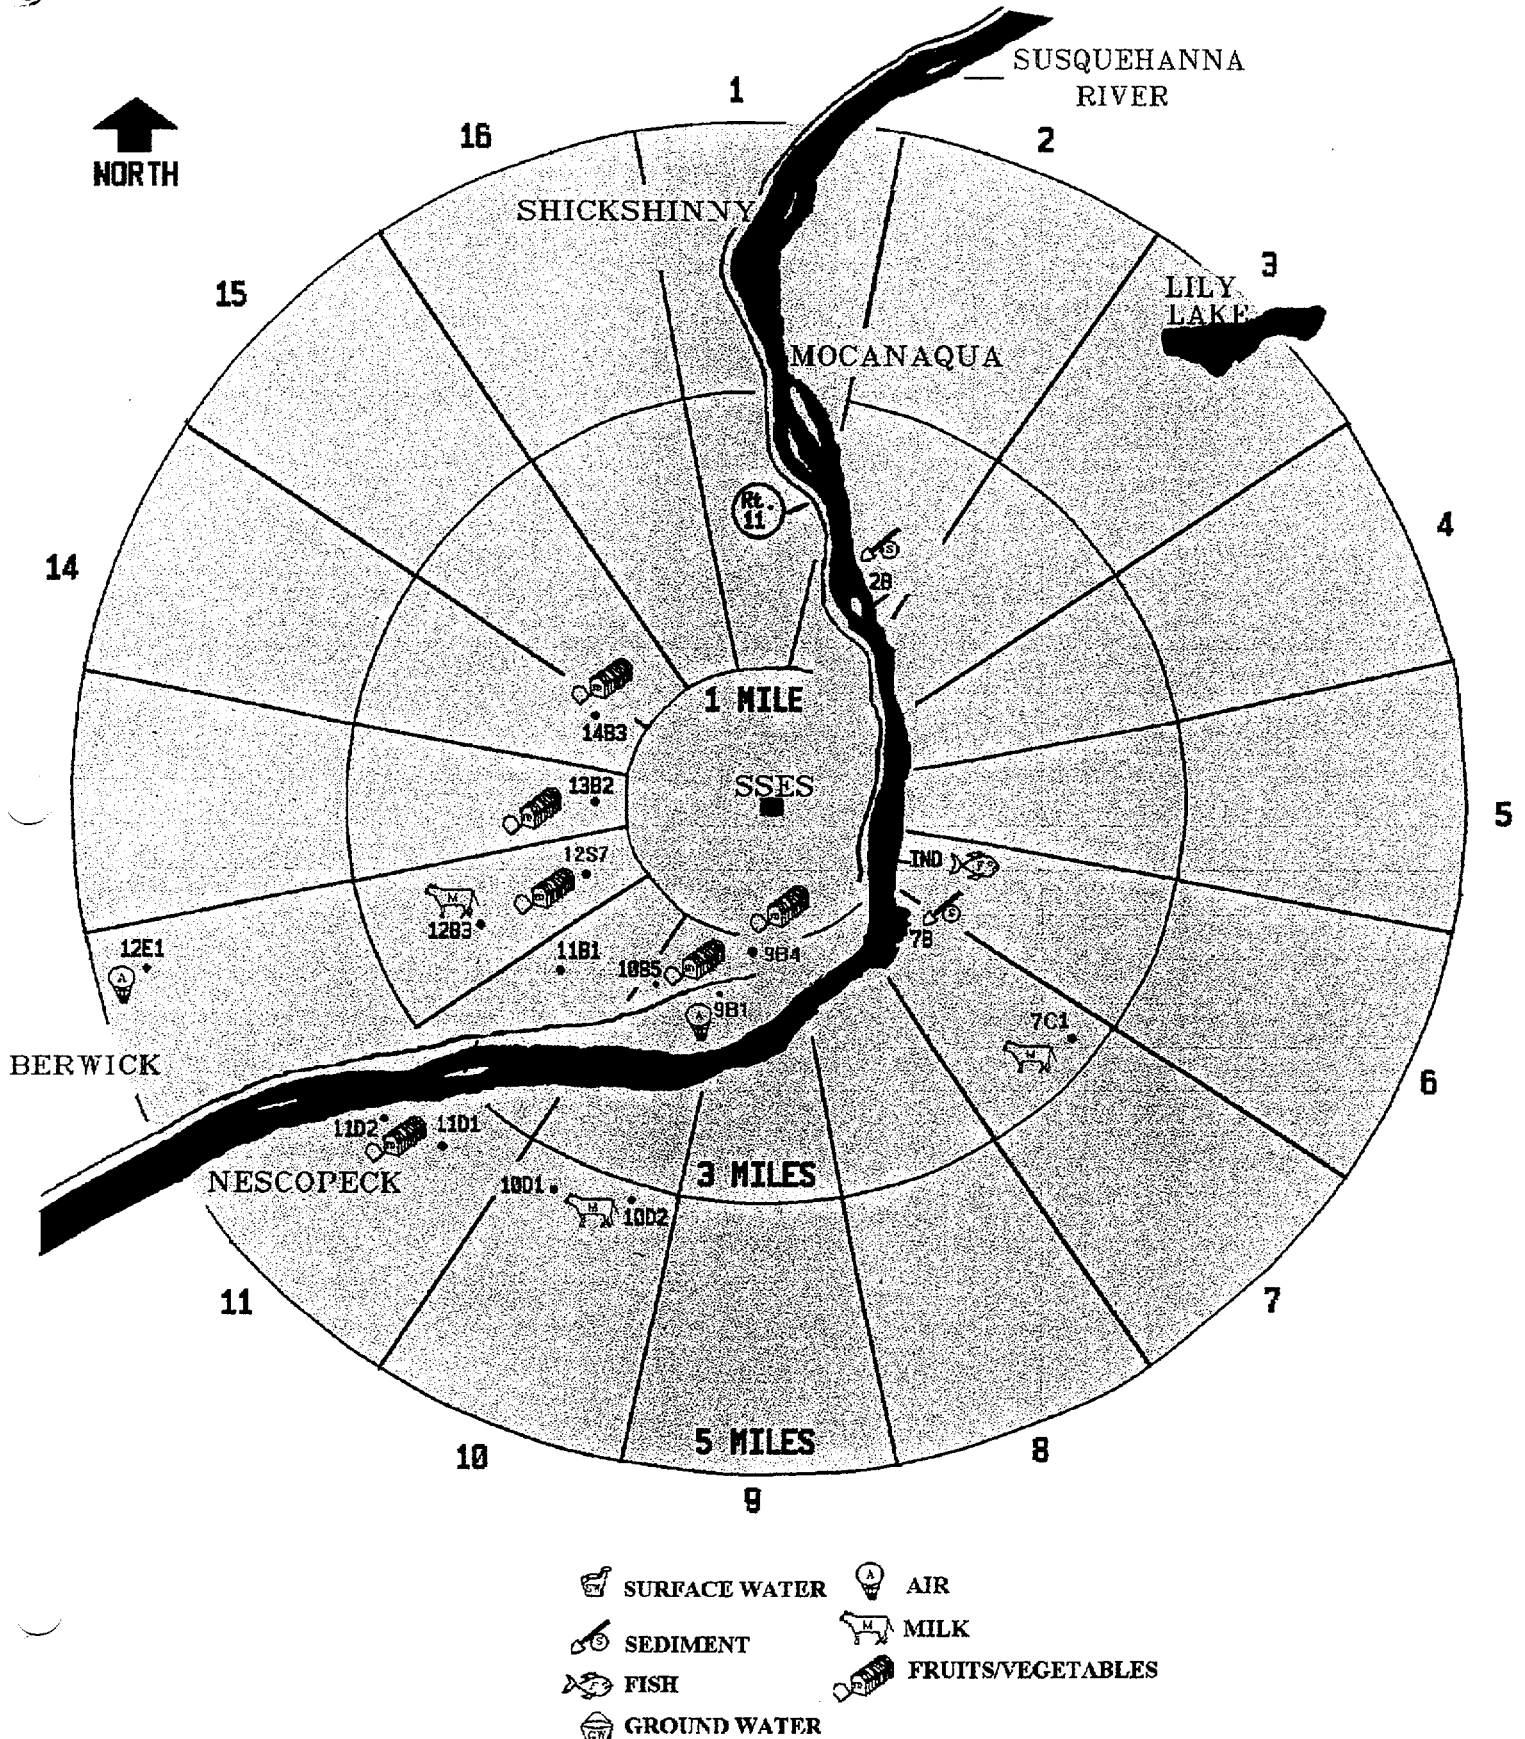 SUSQUEHANNA
RIVER
1
16
2
NORTH
SHICKSHINNY
3
15
LILY
LAKE
MOCANAQUA
Rt.
11
4
14
S
2B
1 MILE
14B3
SSES
13B2
5
12S7
IND
F
M
S
12B3
7B
12E1
11B1
10B5
9B4
A
9B1
A
7C1
BERWICK
M
6
11D2
11D1
NESCOPECK
3 MILES
10D1
M
10D2
11
7
5 MILES
10
8
9
SURFACE WATER
A
AIR
S
SEDIMENT
M
MILK
F
FISH
FRUITS/VEGETABLES
GW
GROUND WATER